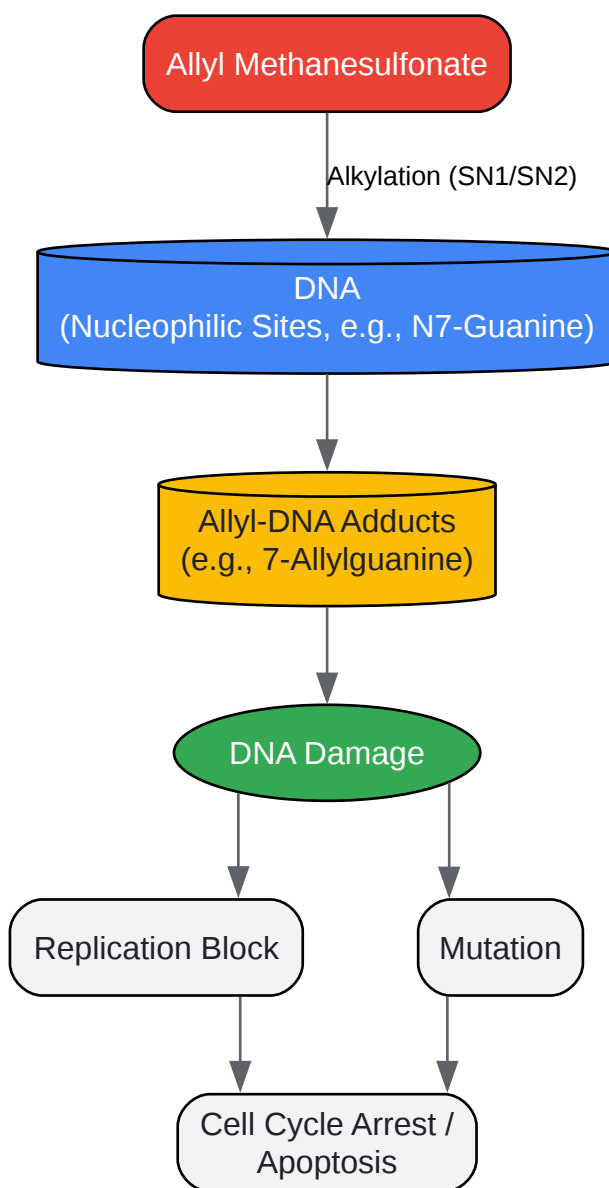 Allyl Methanesulfonate
Alkylation (SN1/SN2)
DNA
(Nucleophilic Sites, e.g., N7-Guanine)
Allyl-DNA Adducts
(e.g., 7-Allylguanine)
DNA Damage
Replication Block
Mutation
Cell Cycle Arrest /
Apoptosis